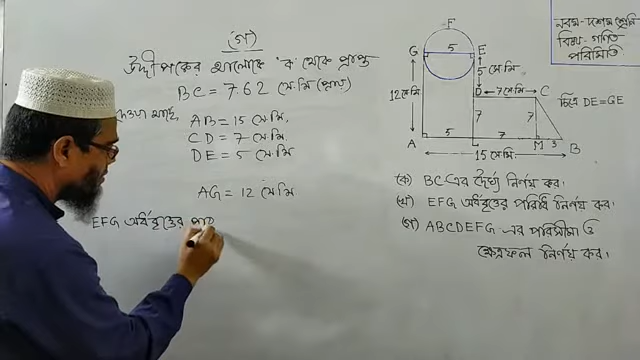 (গ)
উদ্দীপকের আলোকে 'ক' থেকে প্রাপ্ত
BC = 7.62 সে.মি (প্রায়)
দেওয়া আছে,
AB = 15 সে.মি,
CD = 7 সে.মি,
DE = 5 সে.মি
AG = 12 সে.মি
EFG অর্ধবৃত্তের
F
G 5 E
5 সে.মি
12 সে.মি
D 7 সে.মি C
7 7
A 5 7 M 3 B
15 সে.মি
চিত্রে DE=GE
নবম-দশম শ্রেণি
বিষয়-গণিত
পরিমিতি
(ক) BC এর দৈর্ঘ্য নির্ণয় কর।
(খ) EFG অর্ধবৃত্তের পরিধি নির্ণয় কর।
(গ) ABCDEFG এর পরিসীমা ও
ক্ষেত্রফল নির্ণয় কর।